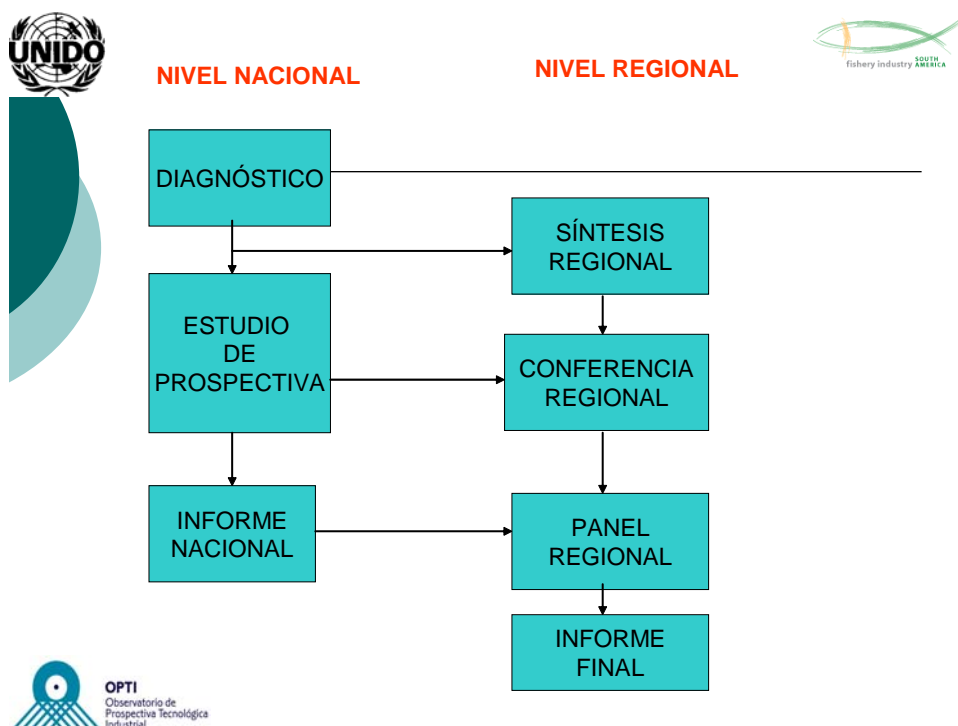 UNIDO
NIVEL NACIONAL
NIVEL REGIONAL
fishery industry SOUTH AMERICA
DIAGNÓSTICO
SÍNTESIS
REGIONAL
ESTUDIO
DE
PROSPECTIVA
CONFERENCIA
REGIONAL
INFORME
NACIONAL
PANEL
REGIONAL
INFORME
FINAL
OPTI
Observatorio de
Prospectiva Tecnológica
Industrial